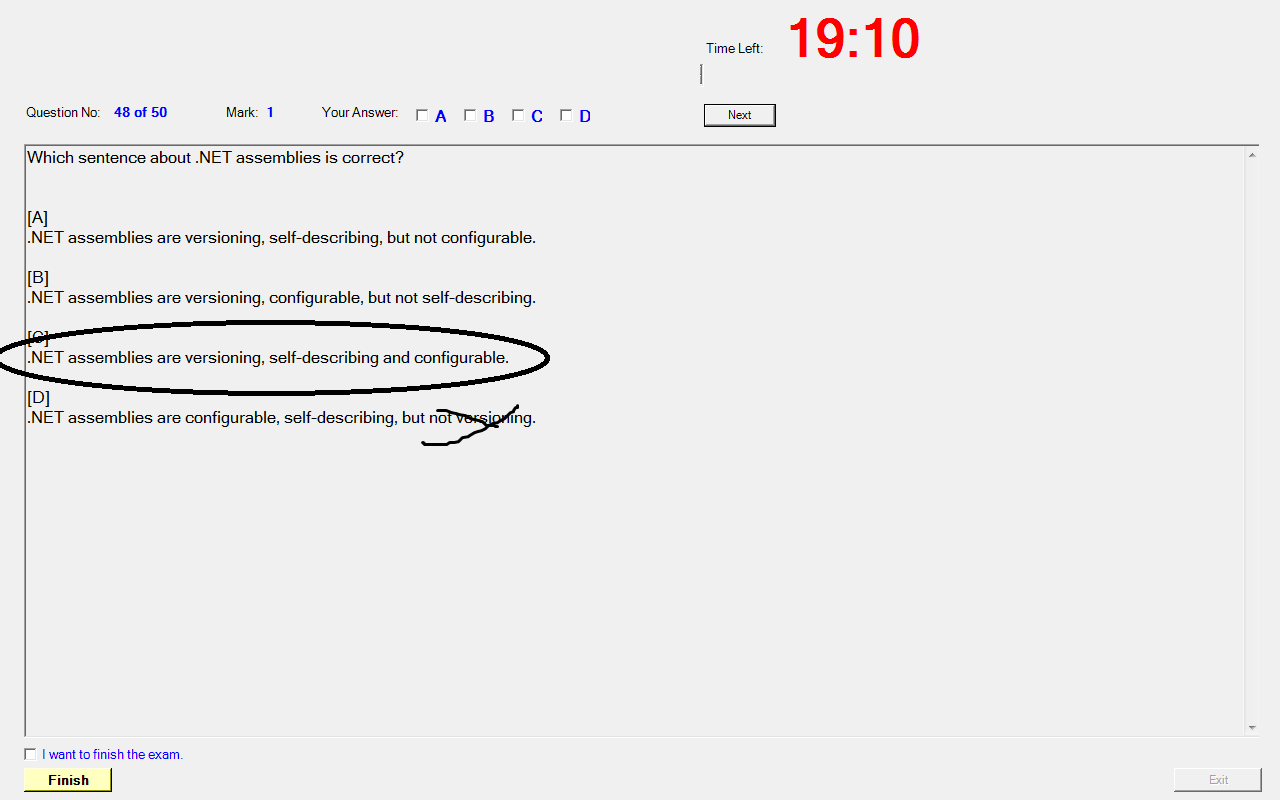 Time Left: 19:10
Question No: 48 of 50 Mark: 1 Your Answer: A B C D Next
Which sentence about .NET assemblies is correct?
[A]
.NET assemblies are versioning, self-describing, but not configurable.
[B]
.NET assemblies are versioning, configurable, but not self-describing.
[C]
.NET assemblies are versioning, self-describing and configurable.
[D]
.NET assemblies are configurable, self-describing, but not versioning.
I want to finish the exam.
Finish Exit